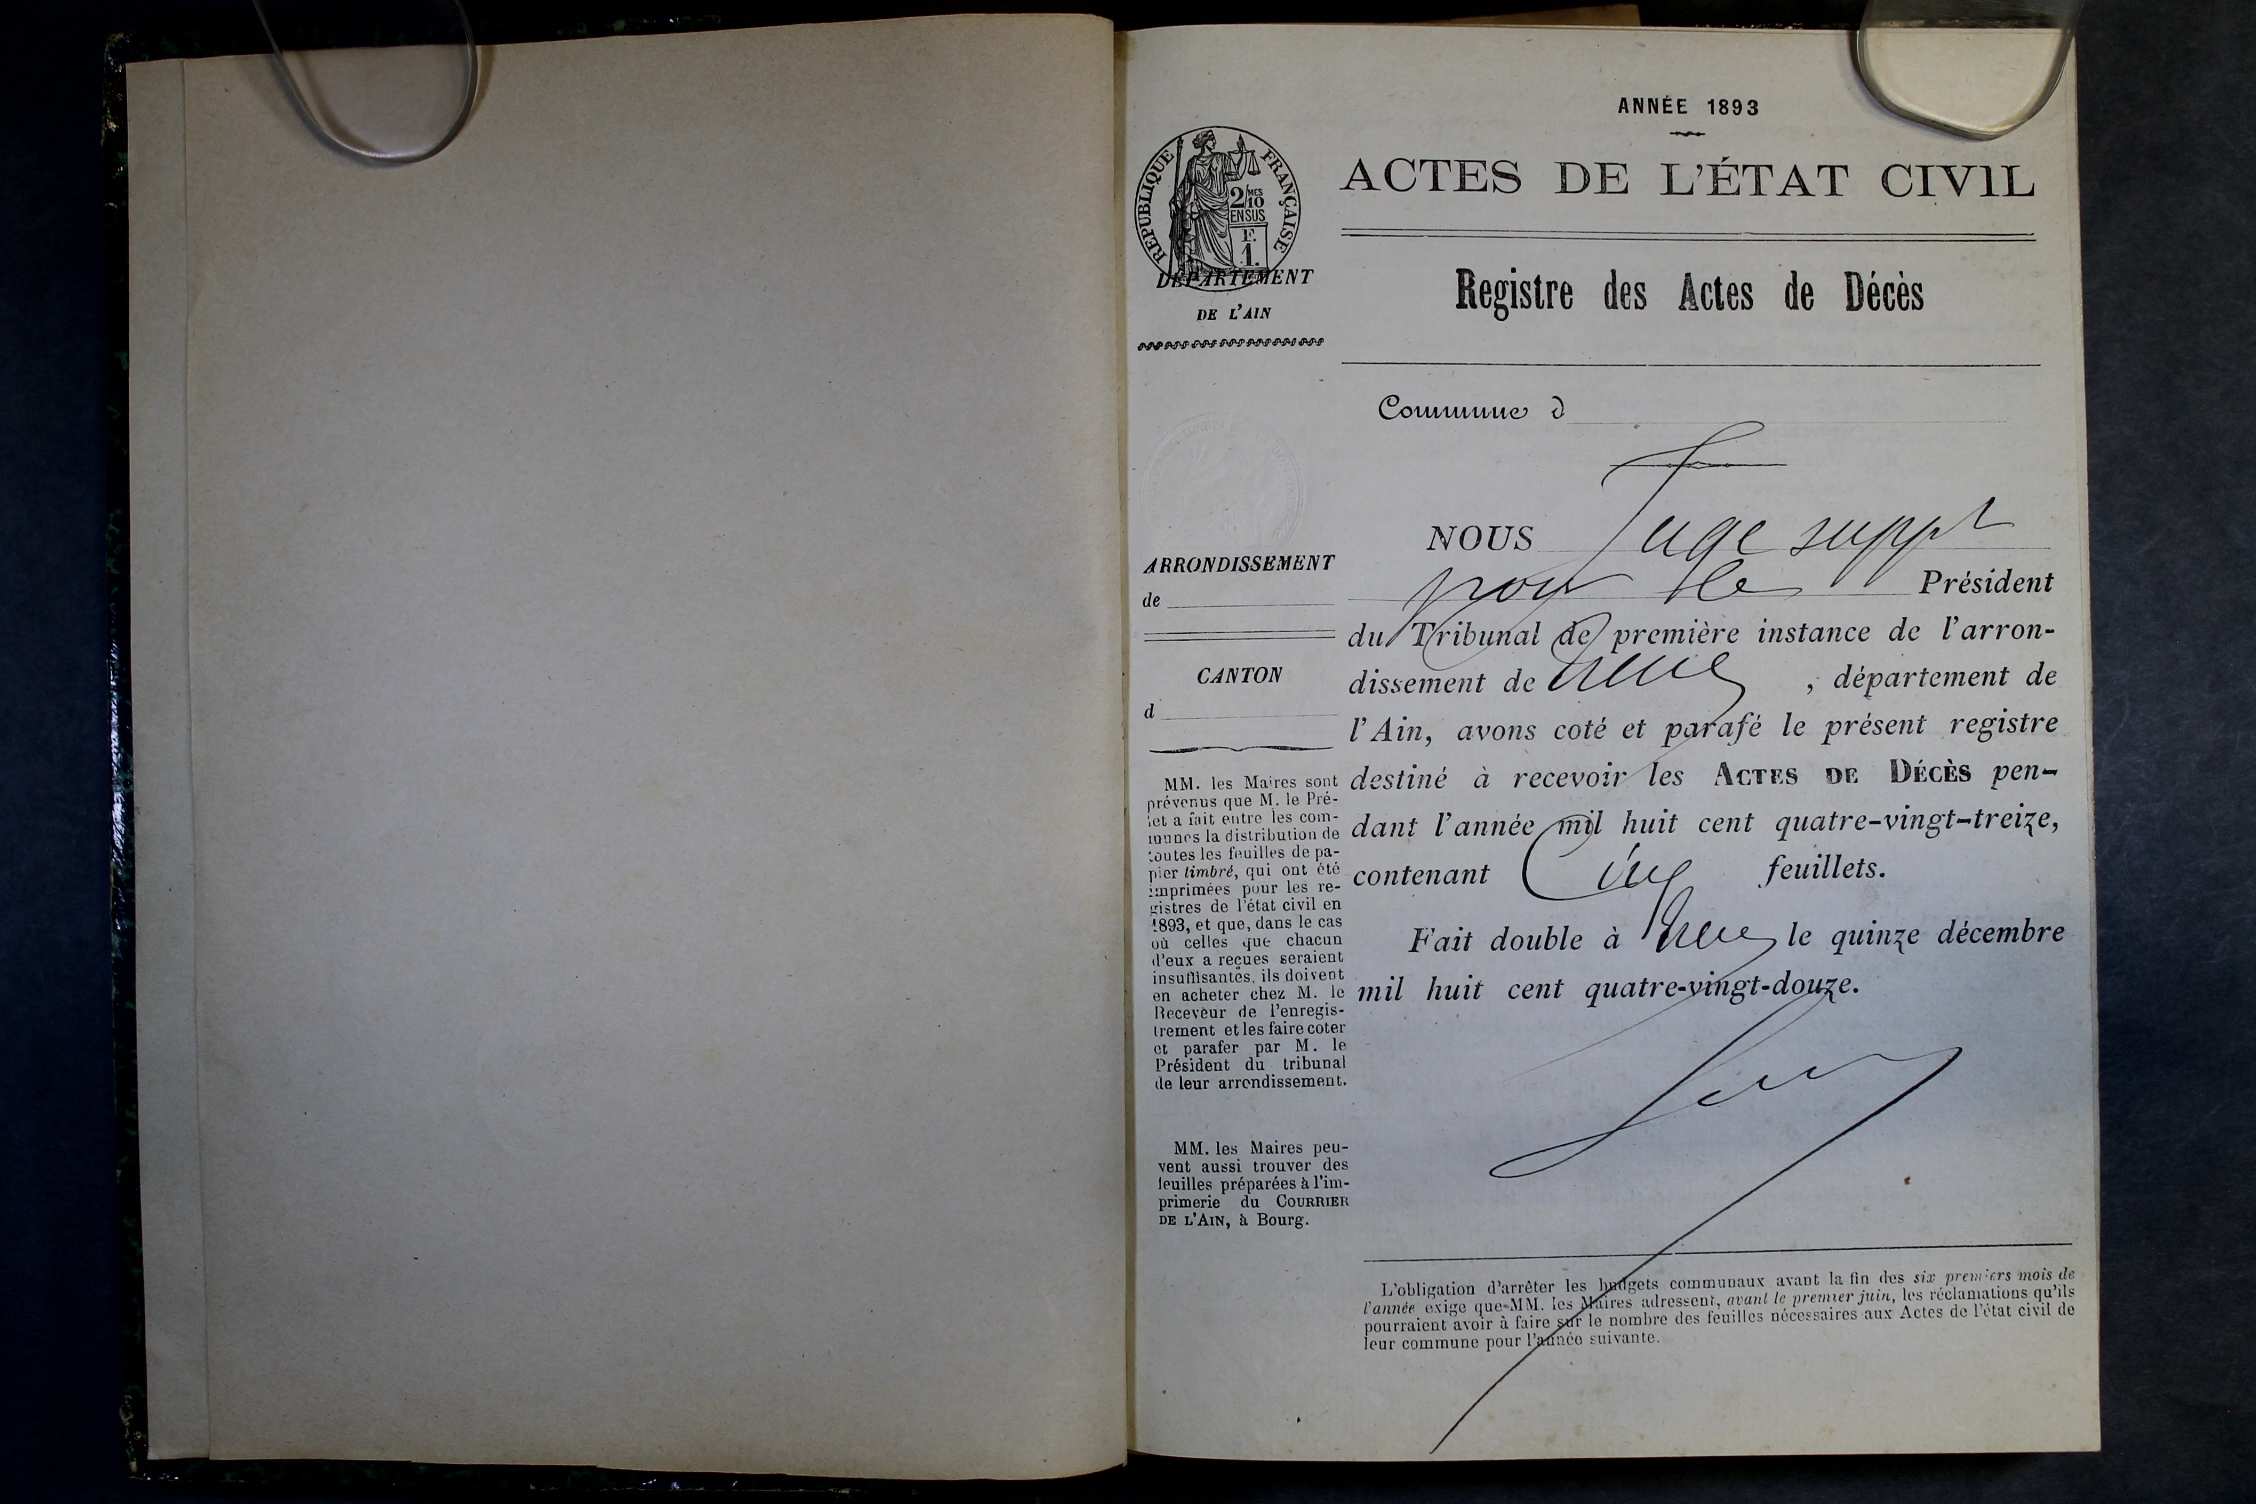 ANNÉE 1893
ACTES DE L'ÉTAT CIVIL
RÉPUBLIQUE FRANÇAISE
2/10 MES
EN SUS
F.
1.
DÉPARTEMENT
DE L'AIN
Registre des Actes de Décès
Commune d
NOUS Juge suppt
pour le Président
du Tribunal de première instance de l'arron-
dissement de , département de
l'Ain, avons coté et parafé le présent registre
destiné à recevoir les ACTES DE DÉCÈS pen-
dant l'année mil huit cent quatre-vingt-treize,
contenant Cinq feuillets.
Fait double à le quinze décembre
mil huit cent quatre-vingt-douze.
ARRONDISSEMENT
de
CANTON
d
MM. les Maires sont
prévenus que M. le Pré-
fet a fait entre les com-
munes la distribution de
toutes les feuilles de pa-
pier timbré, qui ont été
imprimées pour les re-
gistres de l'état civil en
1893, et que, dans le cas
où celles que chacun
d'eux a reçues seraient
insuffisantes, ils doivent
en acheter chez M. le
Receveur de l'enregis-
trement et les faire coter
et parafer par M. le
Président du tribunal
de leur arrondissement.
MM. les Maires peu-
vent aussi trouver des
feuilles préparées à l'im-
primerie du COURRIER
DE L'AIN, à Bourg.
L'obligation d'arrêter les budgets communaux avant la fin des six premiers mois de
l'année exige que MM. les Maires adressent, avant le premier juin, les réclamations qu'ils
pourraient avoir à faire sur le nombre des feuilles nécessaires aux Actes de l'état civil de
leur commune pour l'année suivante.